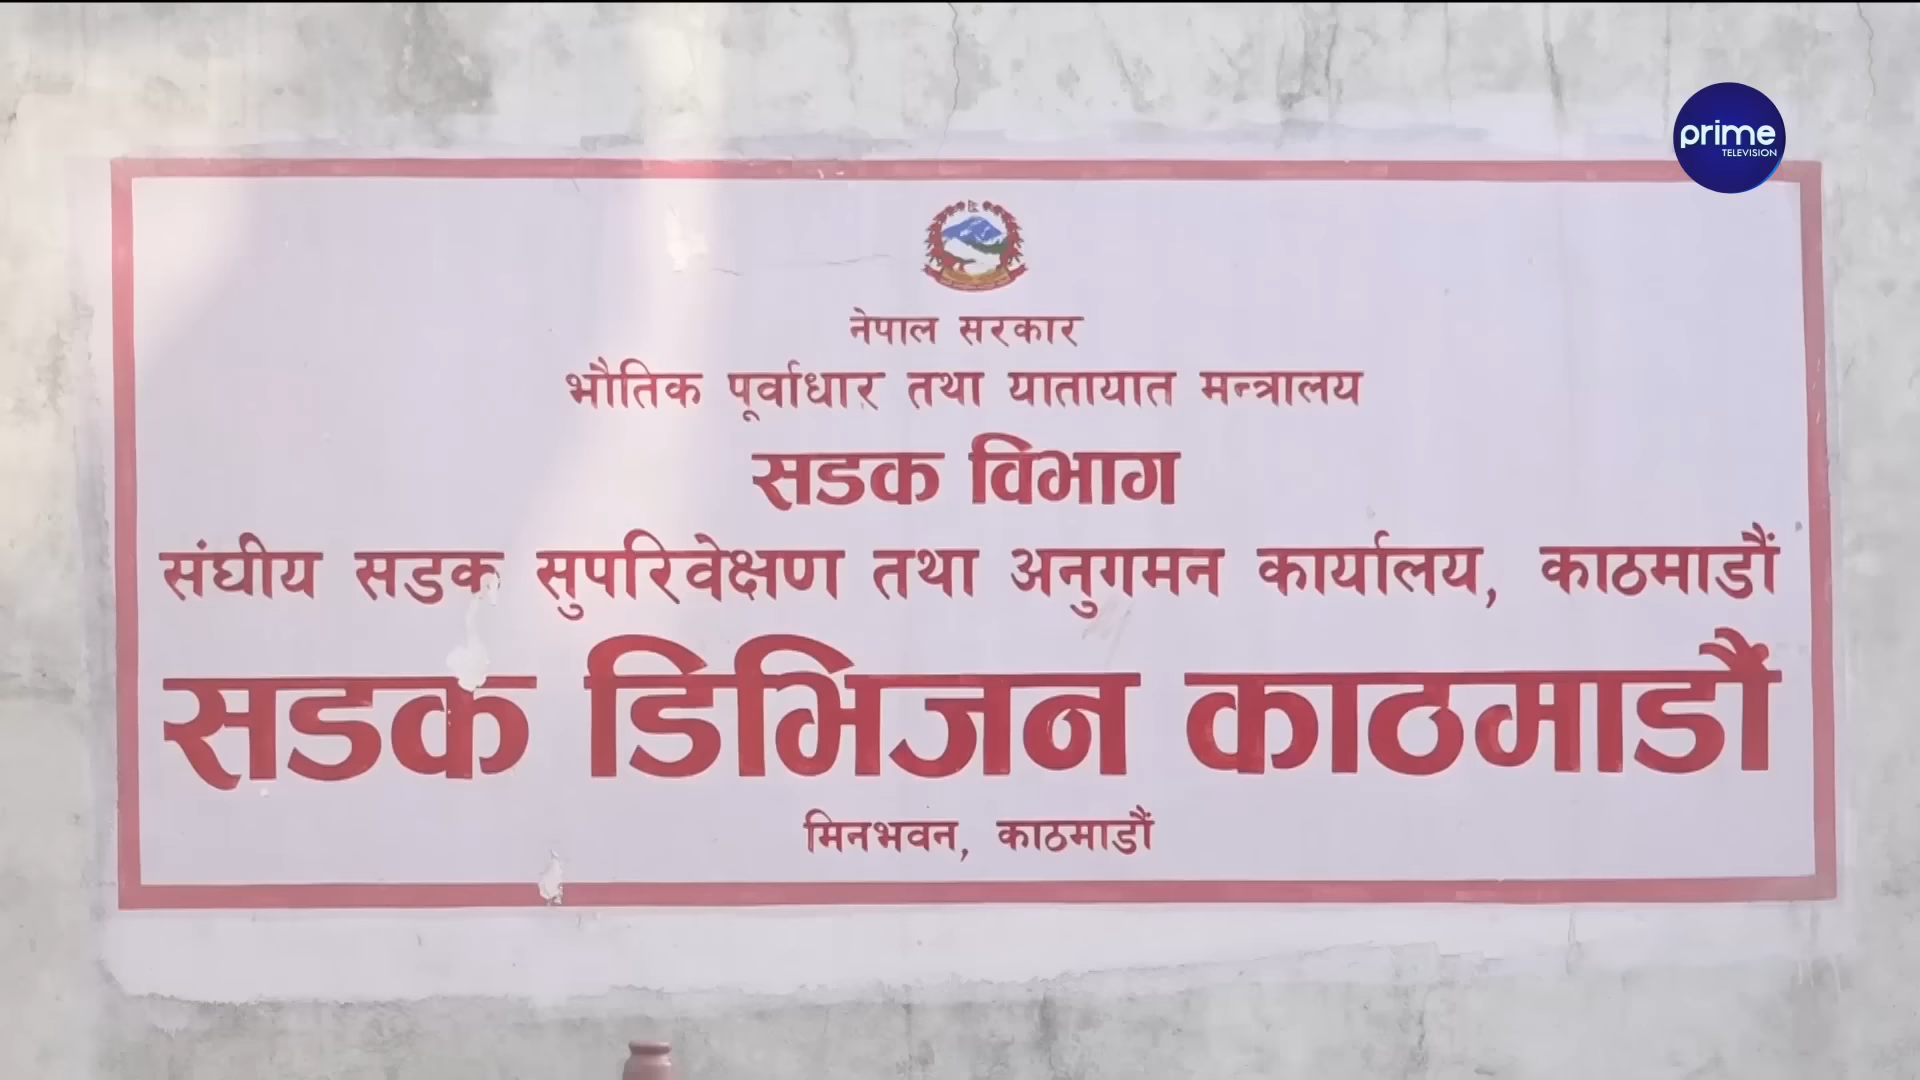 prime
TELEVISION
नेपाल सरकार
भौतिक पूर्वाधार तथा यातायात मन्त्रालय
सडक विभाग
संघीय सडक सुपरिवेक्षण तथा अनुगमन कार्यालय, काठमाडौं
सडक डिभिजन काठमाडौं
मिनभवन, काठमाडौं